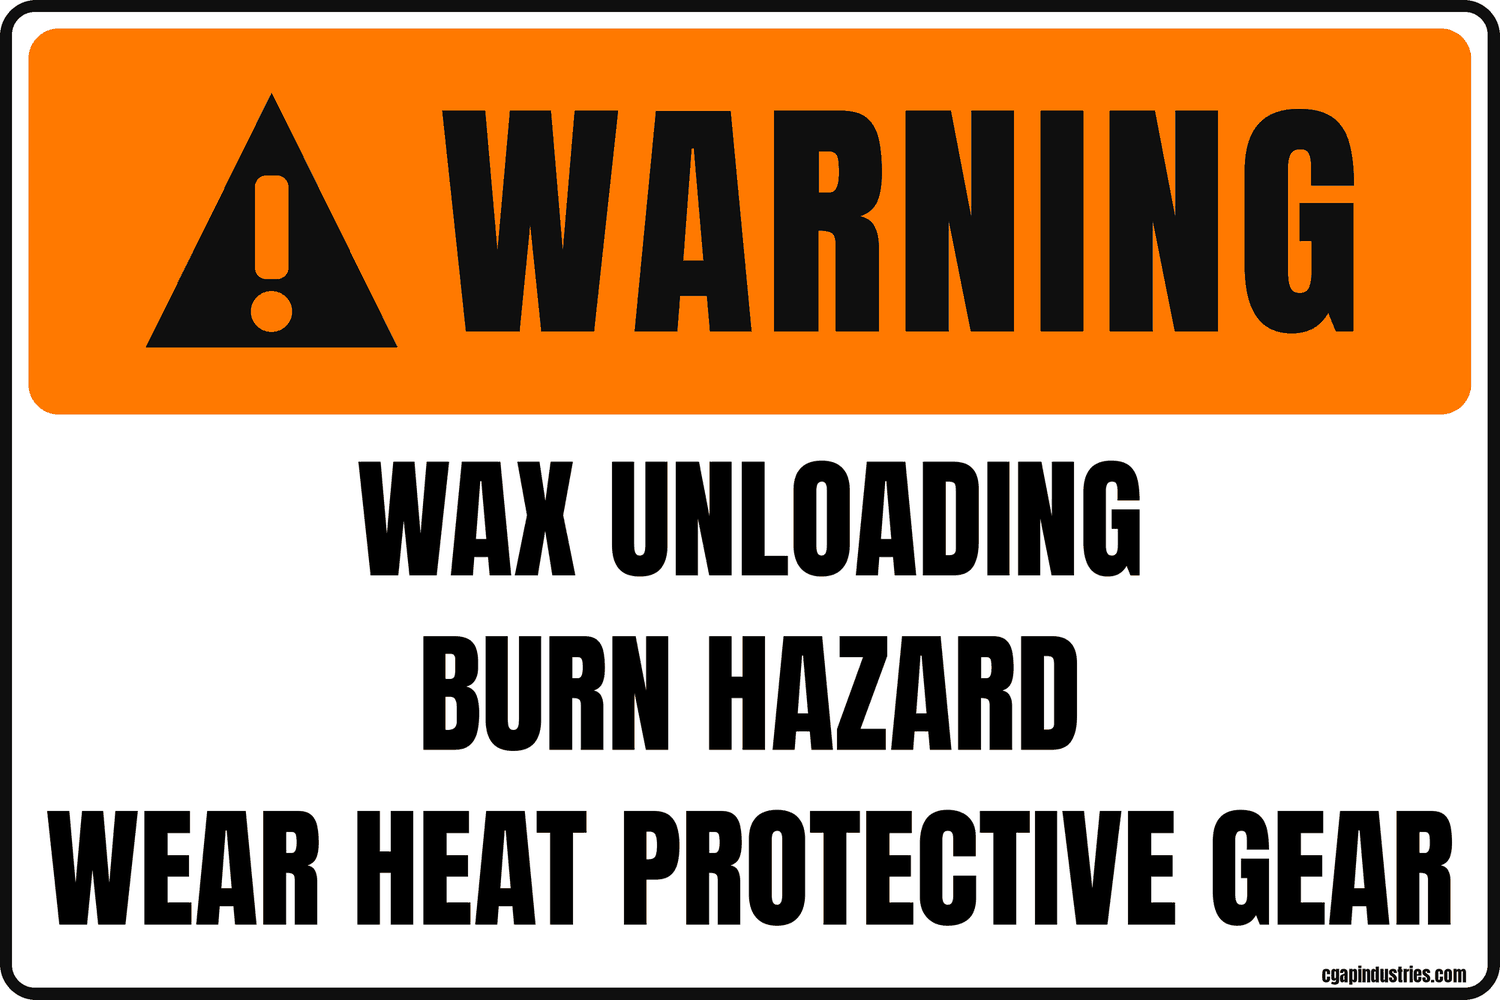 WARNING
WAX UNLOADING
BURN HAZARD
WEAR HEAT PROTECTIVE GEAR
cgapindustries.com